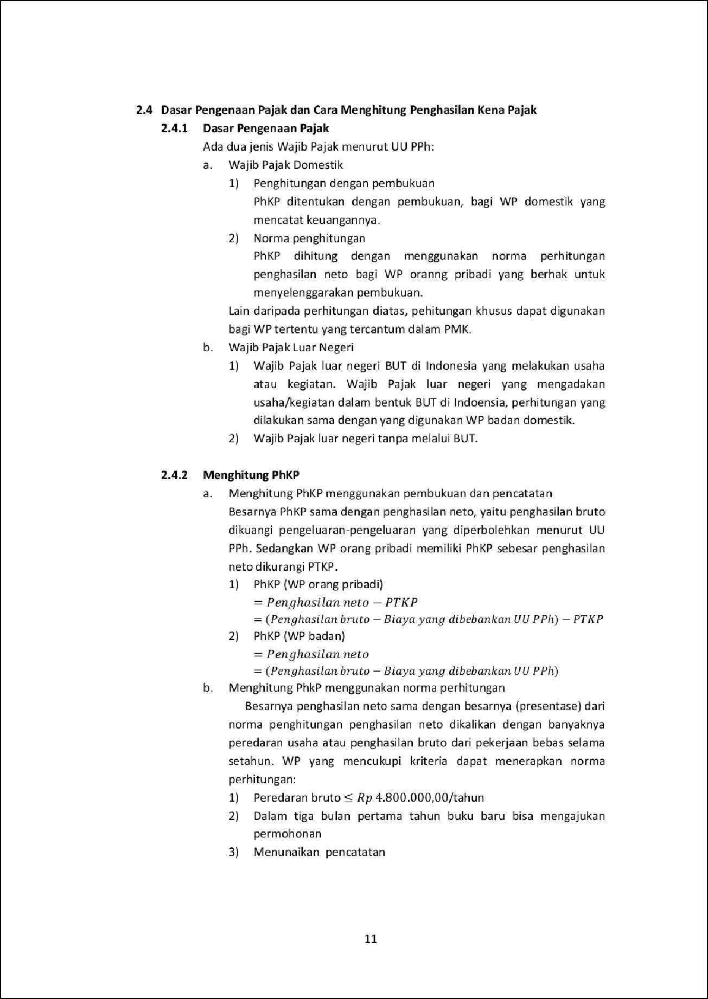 2.4 Dasar Pengenaan Pajak dan Cara Menghitung Penghasilan Kena Pajak
2.4.1 Dasar Pengenaan Pajak
Ada dua jenis Wajib Pajak menurut UU PPh:
a. Wajib Pajak Domestik
1) Penghitungan dengan pembukuan
PhKP ditentukan dengan pembukuan, bagi WP domestik yang
mencatat keuangannya.
2) Norma penghitungan
PhKP dihitung dengan menggunakan norma perhitungan
penghasilan neto bagi WP oranng pribadi yang berhak untuk
menyelenggarakan pembukuan.
Lain daripada perhitungan diatas, pehitungan khusus dapat digunakan
bagi WP tertentu yang tercantum dalam PMK.
b. Wajib Pajak Luar Negeri
1) Wajib Pajak luar negeri BUT di Indonesia yang melakukan usaha
atau kegiatan. Wajib Pajak luar negeri yang mengadakan
usaha/kegiatan dalam bentuk BUT di Indoensia, perhitungan yang
dilakukan sama dengan yang digunakan WP badan domestik.
2) Wajib Pajak luar negeri tanpa melalui BUT.
2.4.2 Menghitung PhKP
a. Menghitung PhKP menggunakan pembukuan dan pencatatan
Besarnya PhKP sama dengan penghasilan neto, yaitu penghasilan bruto
dikuangi pengeluaran-pengeluaran yang diperbolehkan menurut UU
PPh. Sedangkan WP orang pribadi memiliki PhKP sebesar penghasilan
neto dikurangi PTKP.
1) PhKP (WP orang pribadi)
= Penghasilan neto − PTKP
= (Penghasilan bruto − Biaya yang dibebankan UU PPh) − PTKP
2) PhKP (WP badan)
= Penghasilan neto
= (Penghasilan bruto − Biaya yang dibebankan UU PPh)
b. Menghitung PhkP menggunakan norma perhitungan
Besarnya penghasilan neto sama dengan besarnya (presentase) dari
norma penghitungan penghasilan neto dikalikan dengan banyaknya
peredaran usaha atau penghasilan bruto dari pekerjaan bebas selama
setahun. WP yang mencukupi kriteria dapat menerapkan norma
perhitungan:
1) Peredaran bruto ≤ Rp 4.800.000,00/tahun
2) Dalam tiga bulan pertama tahun buku baru bisa mengajukan
permohonan
3) Menunaikan pencatatan
11